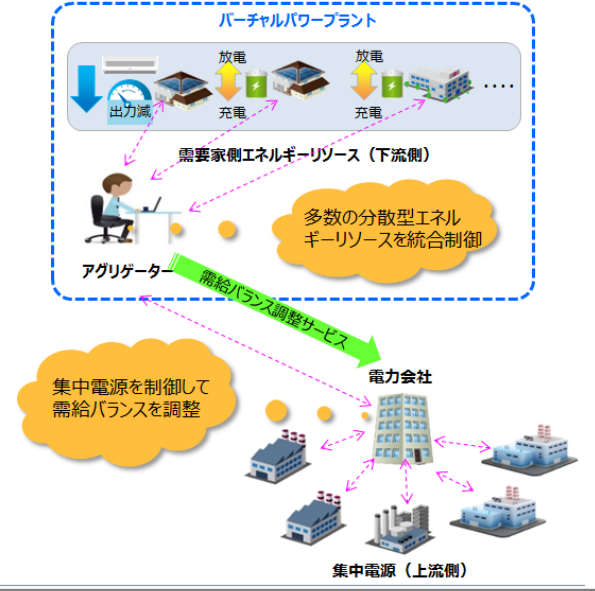 バーチャルパワープラント
放電
放電
出力減
充電
充電
････
需要家側エネルギーリソース（下流側）
多数の分散型エネル
ギーリソースを統合制御
アグリゲーター
需給バランス調整サービス
電力会社
集中電源を制御して
需給バランスを調整
集中電源（上流側）